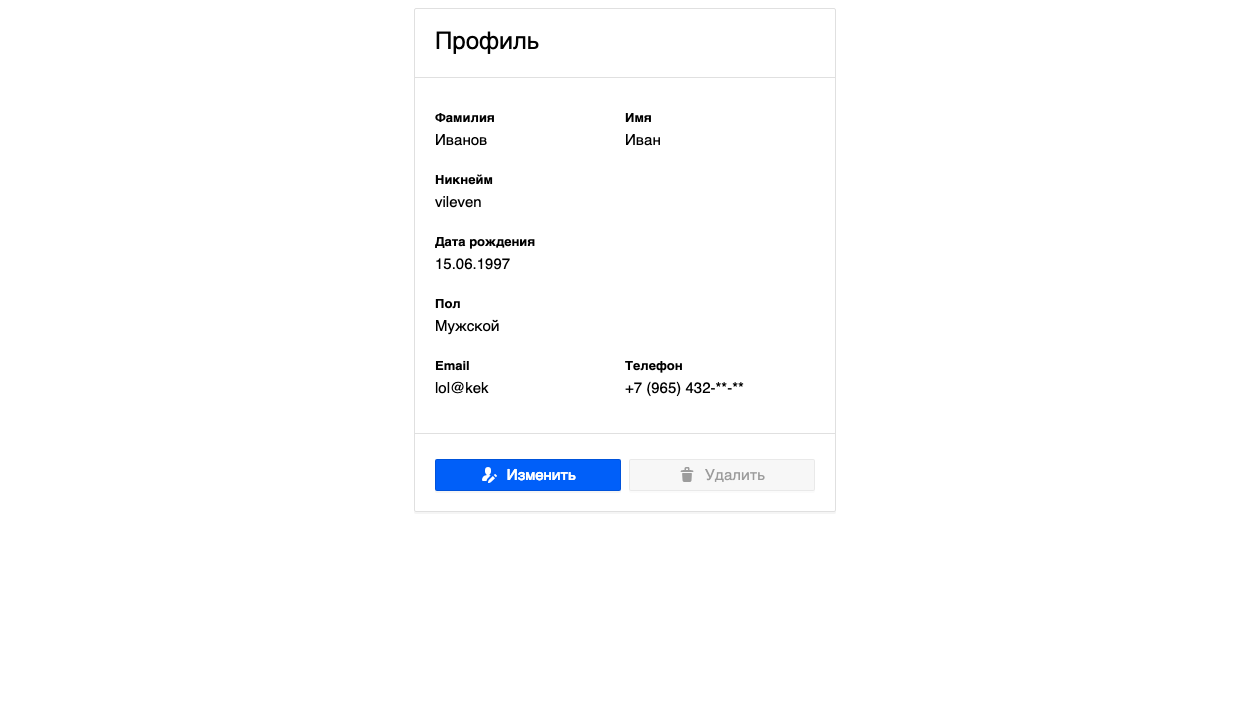 Профиль
Фамилия Имя
Иванов Иван
Никнейм
vileven
Дата рождения
15.06.1997
Пол
Мужской
Email Телефон
lol@kek +7 (965) 432-**-**
Изменить Удалить